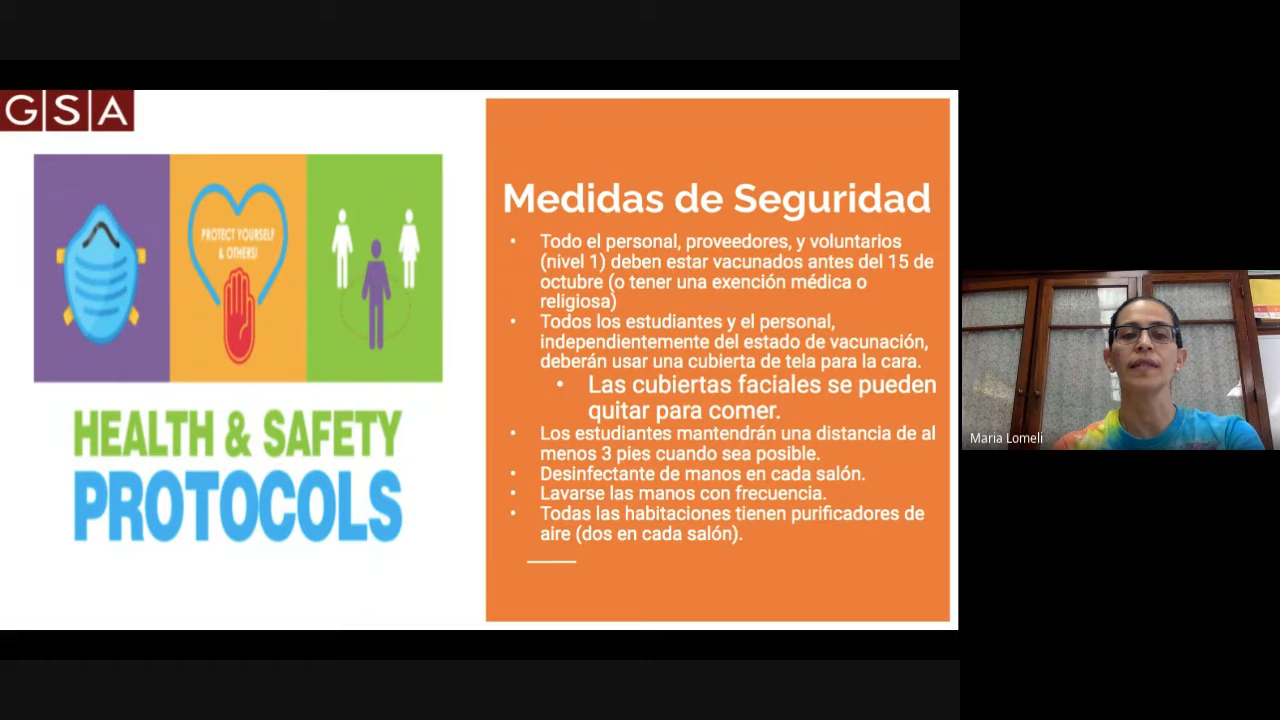 GSA
PROTECT YOURSELF
& OTHERS!
HEALTH & SAFETY
PROTOCOLS
Medidas de Seguridad
• Todo el personal, proveedores, y voluntarios
(nivel 1) deben estar vacunados antes del 15 de
octubre (o tener una exención médica o
religiosa)
• Todos los estudiantes y el personal,
independientemente del estado de vacunación,
deberán usar una cubierta de tela para la cara.
• Las cubiertas faciales se pueden
quitar para comer.
• Los estudiantes mantendrán una distancia de al
menos 3 pies cuando sea posible.
• Desinfectante de manos en cada salón.
• Lavarse las manos con frecuencia.
• Todas las habitaciones tienen purificadores de
aire (dos en cada salón).
Maria Lomeli